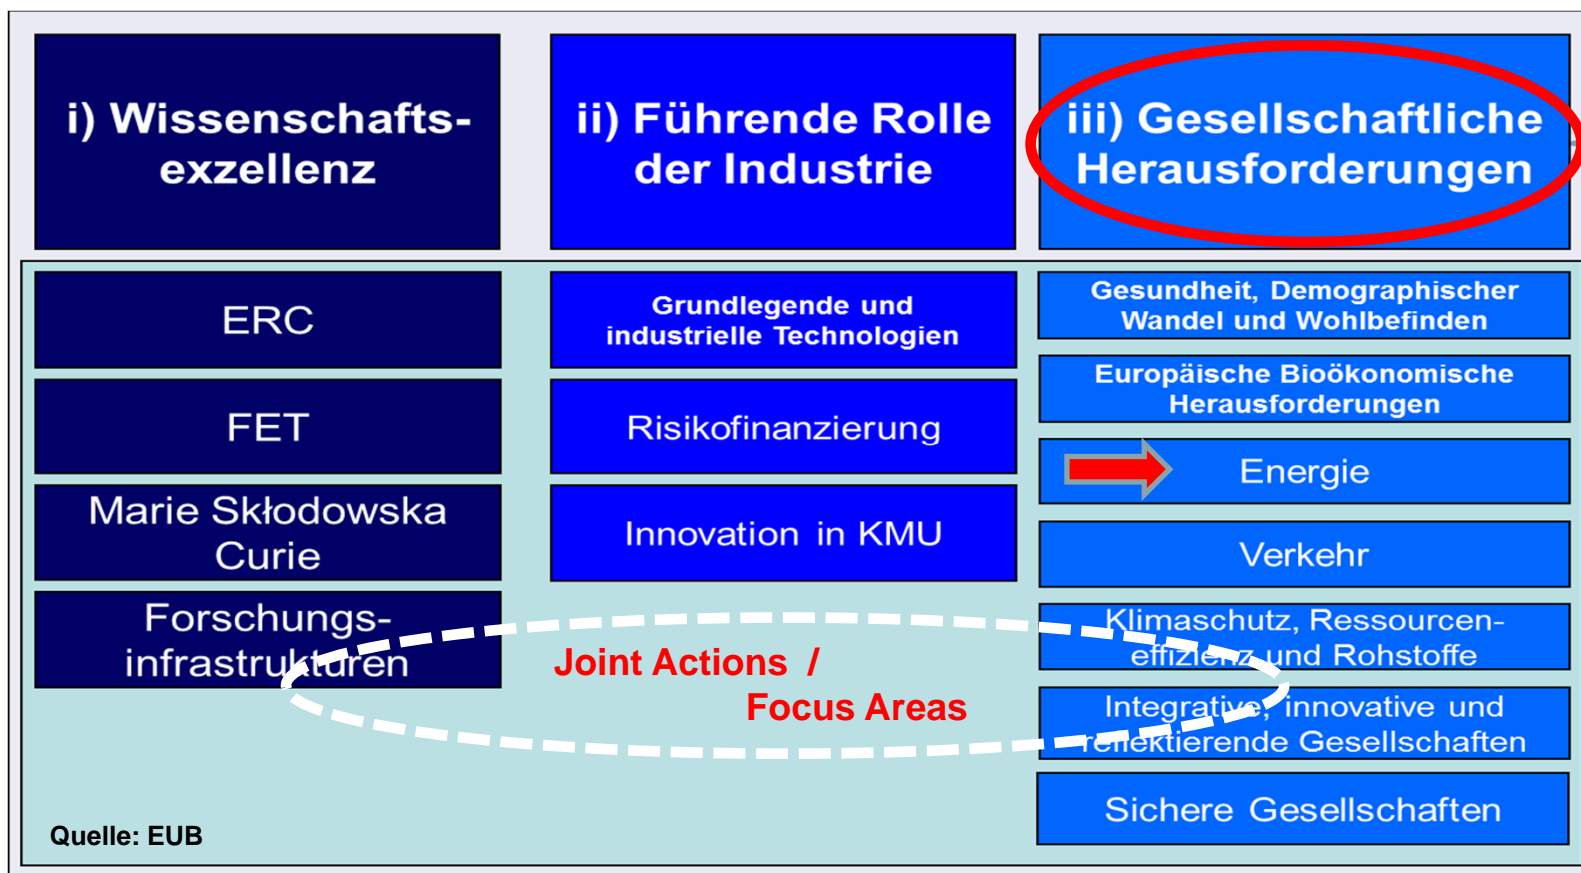 i) Wissenschafts-
exzellenz
ii) Führende Rolle
der Industrie
iii) Gesellschaftliche
Herausforderungen
ERC
FET
Marie Skłodowska
Curie
Forschungs-
infrastrukturen
Grundlegende und
industrielle Technologien
Risikofinanzierung
Innovation in KMU
Gesundheit, Demographischer
Wandel und Wohlbefinden
Europäische Bioökonomische
Herausforderungen
Energie
Verkehr
Klimaschutz, Ressourcen-
effizienz und Rohstoffe
Integrative, innovative und
reflektierende Gesellschaften
Sichere Gesellschaften
Joint Actions /
Focus Areas
Quelle: EUB